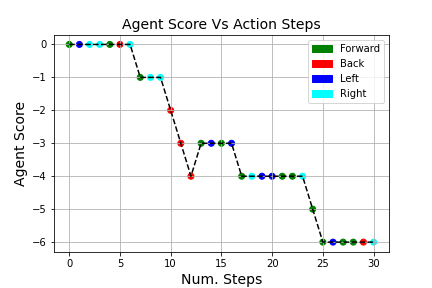 Agent Score Vs Action Steps
Agent Score
0
−1
−2
−3
−4
−5
−6
Forward
Back
Left
Right
0 5 10 15 20 25 30
Num. Steps